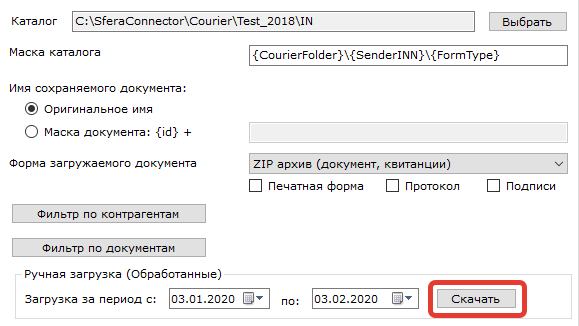 Каталог C:\SferaConnector\Courier\Test_2018\IN Выбрать
Маска каталога {CourierFolder}\{SenderINN}\{FormType}
Имя сохраняемого документа:
Оригинальное имя
Маска документа: {id} +
Форма загружаемого документа ZIP архив (документ, квитанции)
Печатная форма Протокол Подписи
Фильтр по контрагентам
Фильтр по документам
Ручная загрузка (Обработанные)
Загрузка за период с: 03.01.2020 по: 03.02.2020 Скачать